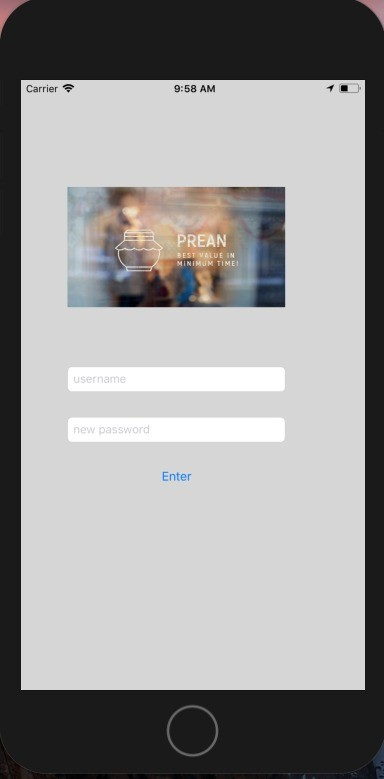 Carrier
9:58 AM
PREAN
BEST VALUE IN
MINIMUM TIME!
username
new password
Enter